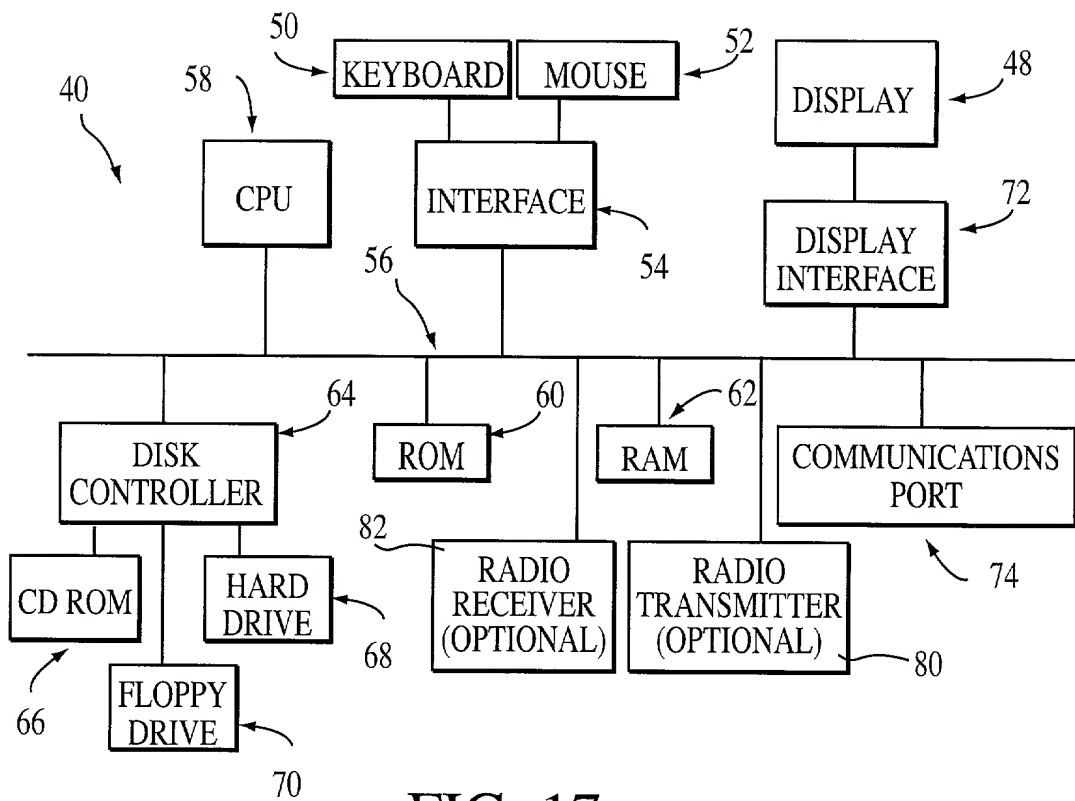 50
KEYBOARD
MOUSE
52
58
40
CPU
INTERFACE
54
DISPLAY
48
72
DISPLAY
INTERFACE
56
64
DISK
CONTROLLER
60
ROM
62
RAM
COMMUNICATIONS
PORT
74
82
RADIO
RECEIVER
(OPTIONAL)
RADIO
TRANSMITTER
(OPTIONAL)
80
CD ROM
66
HARD
DRIVE
68
FLOPPY
DRIVE
70
FIG. 17